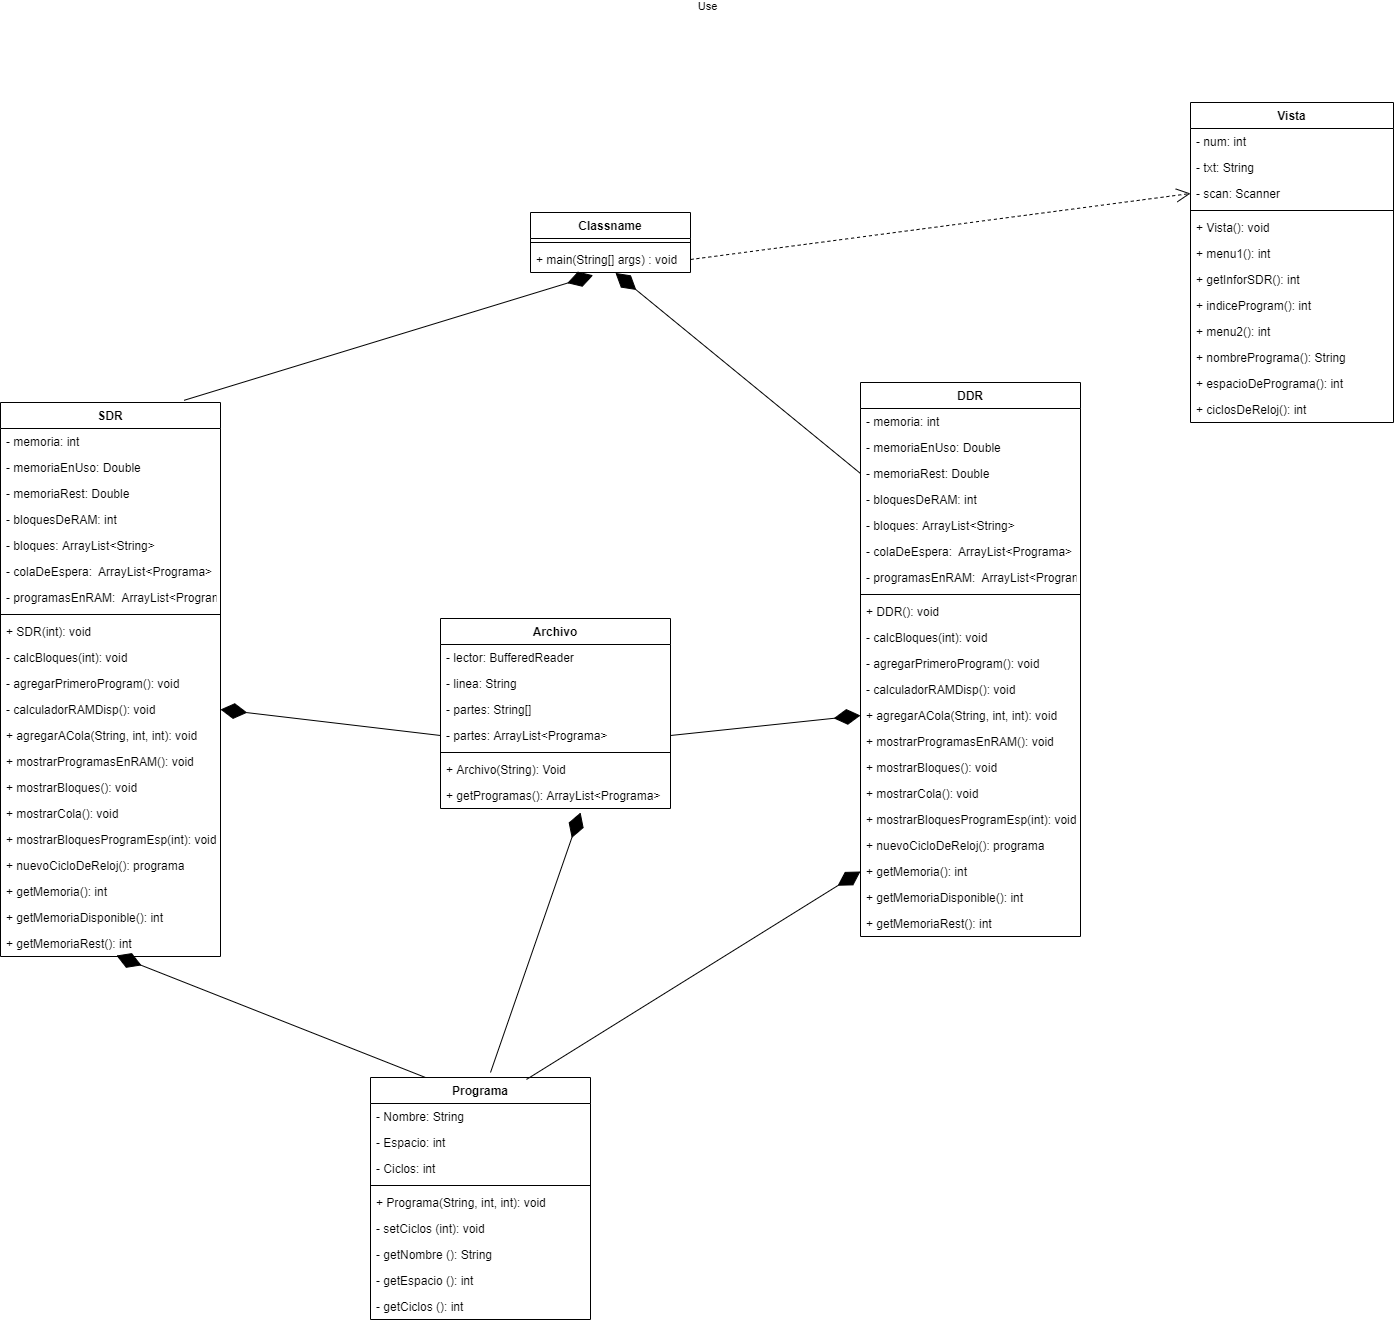 Use
Vista
- num: int
- txt: String
- scan: Scanner
+ Vista(): void
+ menu1(): int
+ getInforSDR(): int
+ indiceProgram(): int
+ menu2(): int
+ nombrePrograma(): String
+ espacioDePrograma(): int
+ ciclosDeReloj(): int
Classname
+ main(String[] args) : void
SDR
- memoria: int
- memoriaEnUso: Double
- memoriaRest: Double
- bloquesDeRAM: int
- bloques: ArrayList<String>
- colaDeEspera:  ArrayList<Programa>
- programasEnRAM:  ArrayList<Program
+ SDR(int): void
- calcBloques(int): void
- agregarPrimeroProgram(): void
- calculadorRAMDisp(): void
+ agregarACola(String, int, int): void
+ mostrarProgramasEnRAM(): void
+ mostrarBloques(): void
+ mostrarCola(): void
+ mostrarBloquesProgramEsp(int): void
+ nuevoCicloDeReloj(): programa
+ getMemoria(): int
+ getMemoriaDisponible(): int
+ getMemoriaRest(): int
DDR
- memoria: int
- memoriaEnUso: Double
- memoriaRest: Double
- bloquesDeRAM: int
- bloques: ArrayList<String>
- colaDeEspera:  ArrayList<Programa>
- programasEnRAM:  ArrayList<Program
+ DDR(): void
- calcBloques(int): void
- agregarPrimeroProgram(): void
- calculadorRAMDisp(): void
+ agregarACola(String, int, int): void
+ mostrarProgramasEnRAM(): void
+ mostrarBloques(): void
+ mostrarCola(): void
+ mostrarBloquesProgramEsp(int): void
+ nuevoCicloDeReloj(): programa
+ getMemoria(): int
+ getMemoriaDisponible(): int
+ getMemoriaRest(): int
Archivo
- lector: BufferedReader
- linea: String
- partes: String[]
- partes: ArrayList<Programa>
+ Archivo(String): Void
+ getProgramas(): ArrayList<Programa>
Programa
- Nombre: String
- Espacio: int
- Ciclos: int
+ Programa(String, int, int): void
- setCiclos (int): void
- getNombre (): String
- getEspacio (): int
- getCiclos (): int